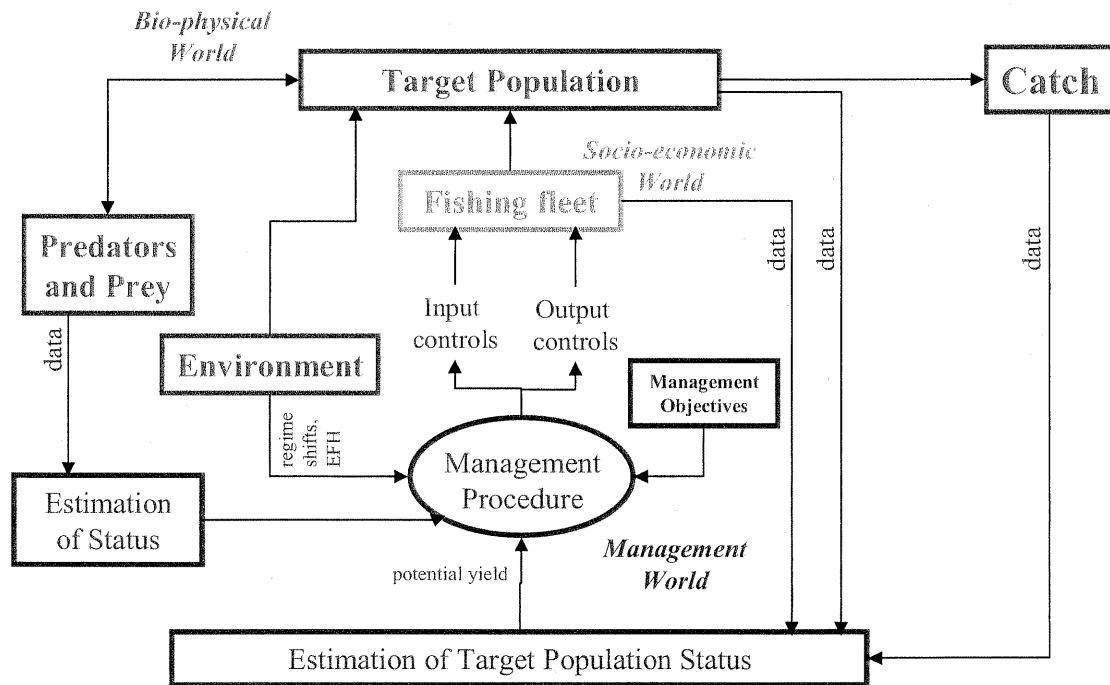 Bio-physical
World
Target Population
Catch
Socio-economic
World
Fishing fleet
Predators
and Prey
data
data
data
data
Input
controls
Output
controls
Environment
Management
Objectives
regime
shifts,
EFH
Management
Procedure
Estimation
of Status
Management
World
potential yield
Estimation of Target Population Status